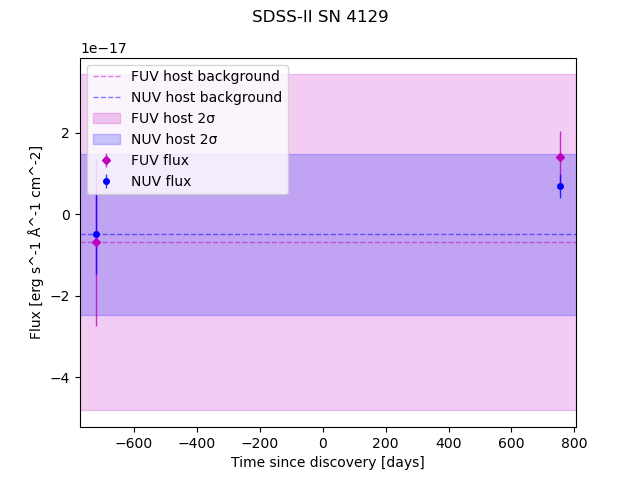 SDSS-II SN 4129
1e−17
FUV host background
NUV host background
FUV host 2σ
NUV host 2σ
FUV flux
NUV flux
2
0
−2
−4
Flux [erg s^-1 Å^-1 cm^-2]
−600 −400 −200 0 200 400 600 800
Time since discovery [days]